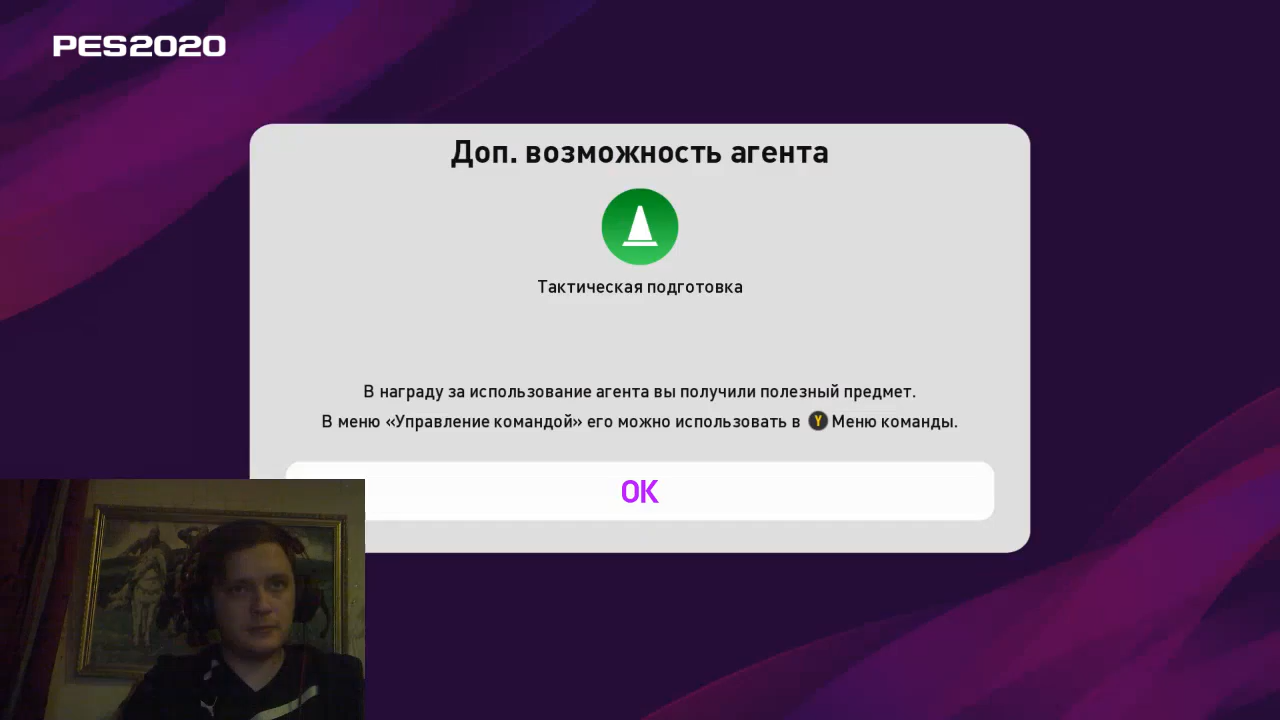 PES2020
Доп. возможность агента
Тактическая подготовка
В награду за использование агента вы получили полезный предмет.
В меню «Управление командой» его можно использовать в Y Меню команды.
OK